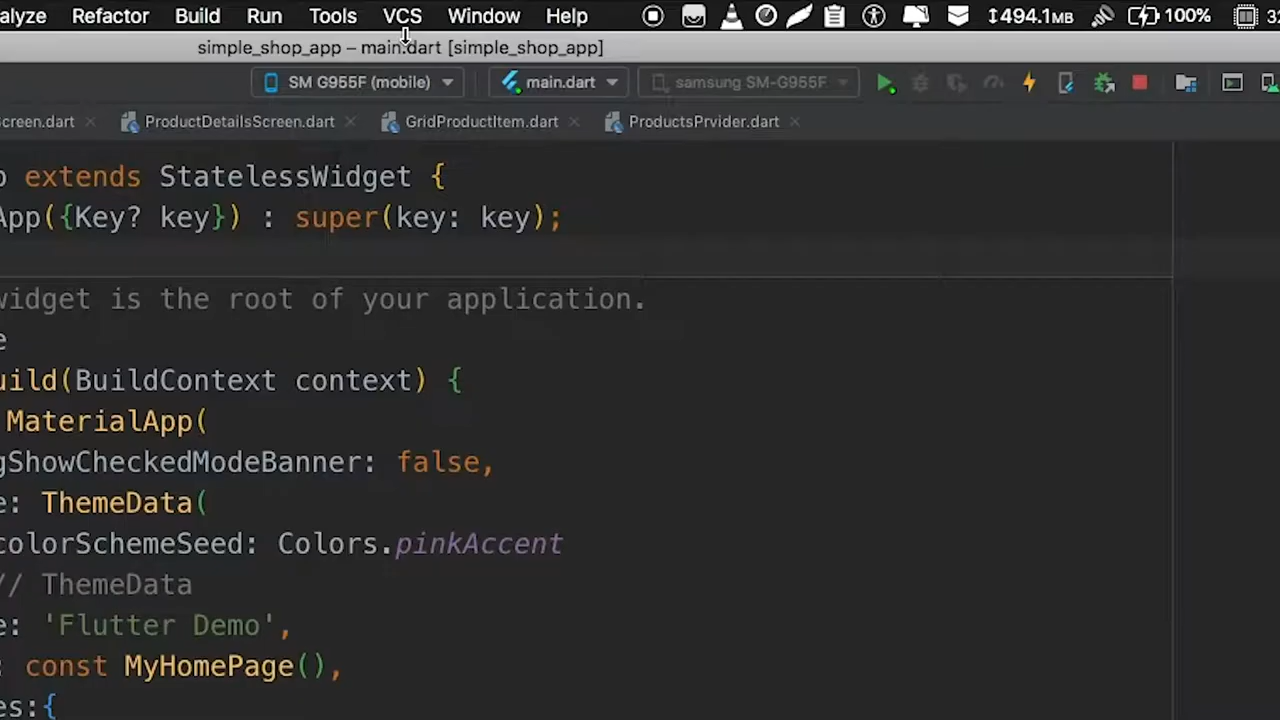 alyze Refactor Build Run Tools VCS Window Help 494.1MB 100%
simple_shop_app – main.dart [simple_shop_app]
SM G955F (mobile) main.dart samsung SM-G955F
Screen.dart ProductDetailsScreen.dart GridProductItem.dart ProductsPrvider.dart
p extends StatelessWidget {
App({Key? key}) : super(key: key);
widget is the root of your application.
e
uild(BuildContext context) {
MaterialApp(
gShowCheckedModeBanner: false,
e: ThemeData(
colorSchemeSeed: Colors.pinkAccent
// ThemeData
e: 'Flutter Demo',
: const MyHomePage(),
es:{